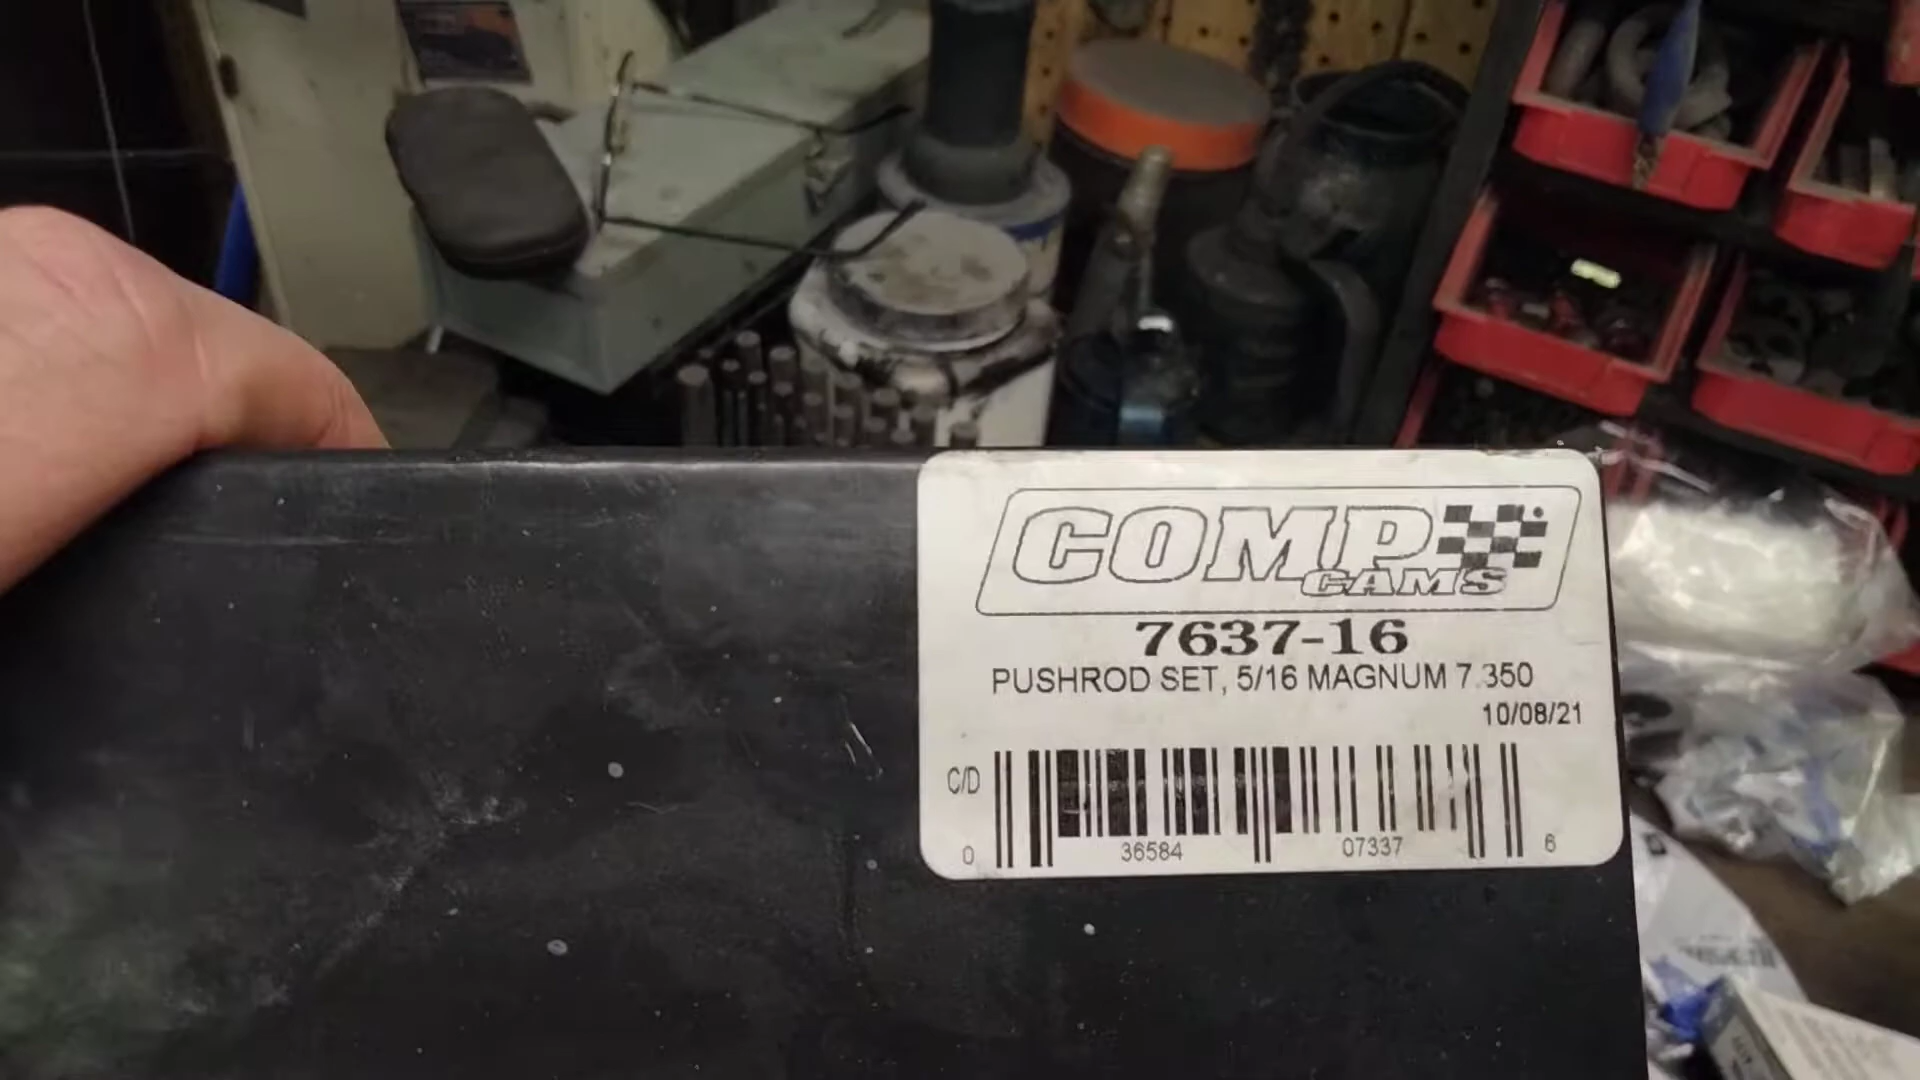 COMP
CAMS
7637-16
PUSHROD SET, 5/16 MAGNUM 7.350
10/08/21
C/D
0 36584 07337 6